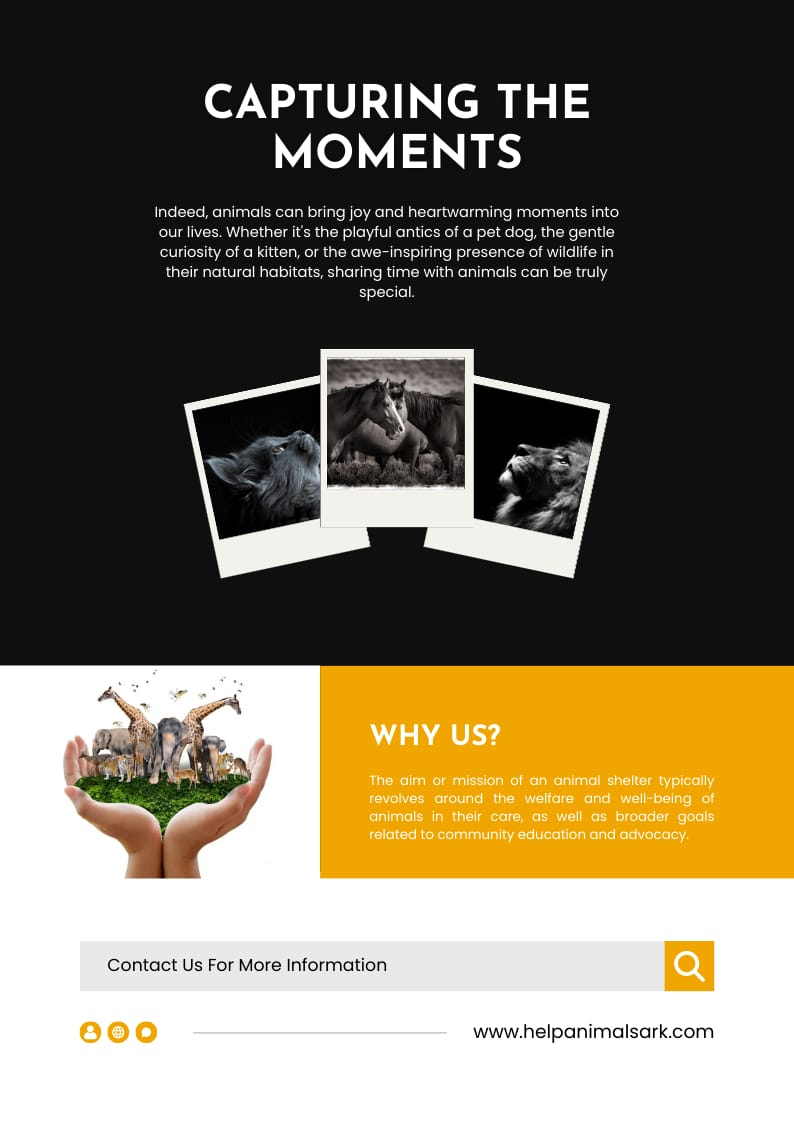 CAPTURING THE
MOMENTS
Indeed, animals can bring joy and heartwarming moments into
our lives. Whether it's the playful antics of a pet dog, the gentle
curiosity of a kitten, or the awe-inspiring presence of wildlife in
their natural habitats, sharing time with animals can be truly
special.
WHY US?
The aim or mission of an animal shelter typically
revolves around the welfare and well-being of
animals in their care, as well as broader goals
related to community education and advocacy.
Contact Us For More Information
www.helpanimalsark.com